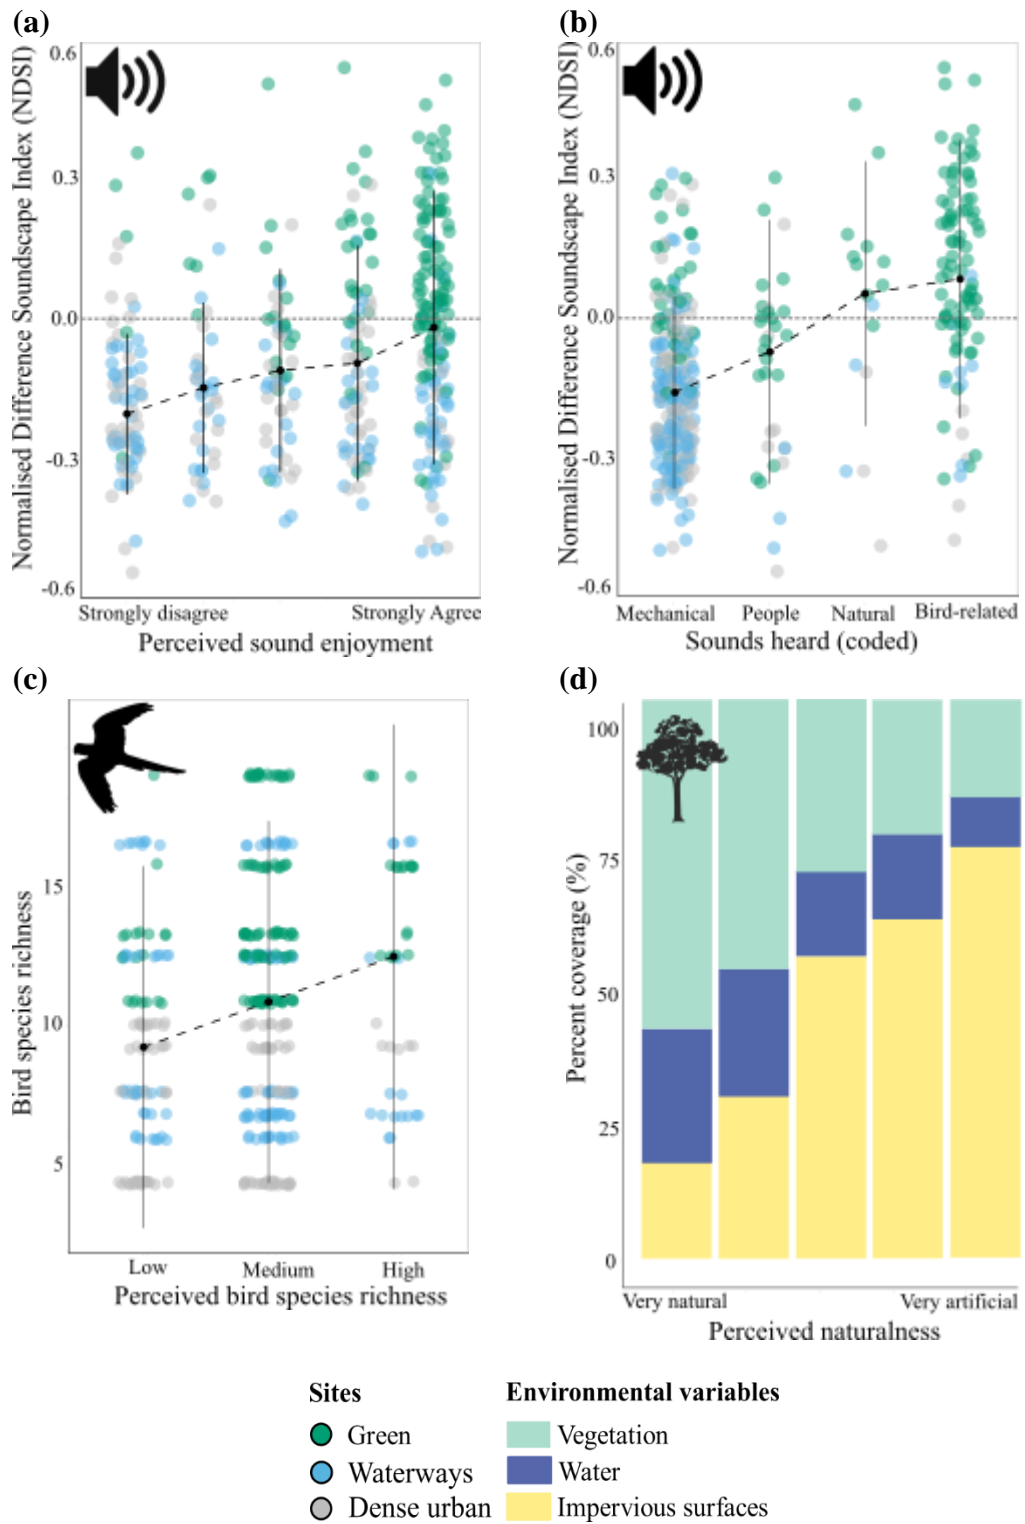 (a)
Normalised Difference Soundscape Index (NDSI)
0.6
0.3
0.0
-0.3
-0.6
Strongly disagree
Strongly Agree
Perceived sound enjoyment
(b)
Normalised Difference Soundscape Index (NDSI)
0.6
0.3
0.0
-0.3
-0.6
Mechanical
People
Natural
Bird-related
Sounds heard (coded)
(c)
Bird species richness
15
10
5
Low
Medium
High
Perceived bird species richness
(d)
Percent coverage (%)
100
75
50
25
0
Very natural
Very artificial
Perceived naturalness
Sites
Green
Waterways
Dense urban
Environmental variables
Vegetation
Water
Impervious surfaces